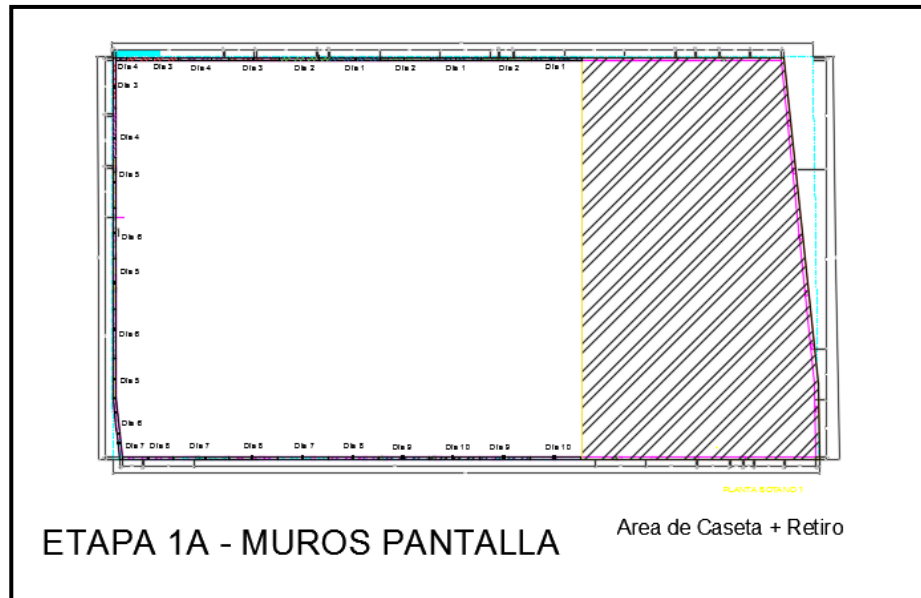 Dia 4 Dia 3 Dia 4 Dia 3 Dia 2 Dia 1 Dia 2 Dia 1 Dia 2 Dia 1
Dia 3
Dia 4
Dia 5
Dia 6
Dia 5
Dia 6
Dia 5
Dia 6
Dia 7 Dia 8 Dia 7 Dia 8 Dia 7 Dia 8 Dia 9 Dia 10 Dia 9 Dia 10
ETAPA 1A - MUROS PANTALLA
Area de Caseta + Retiro